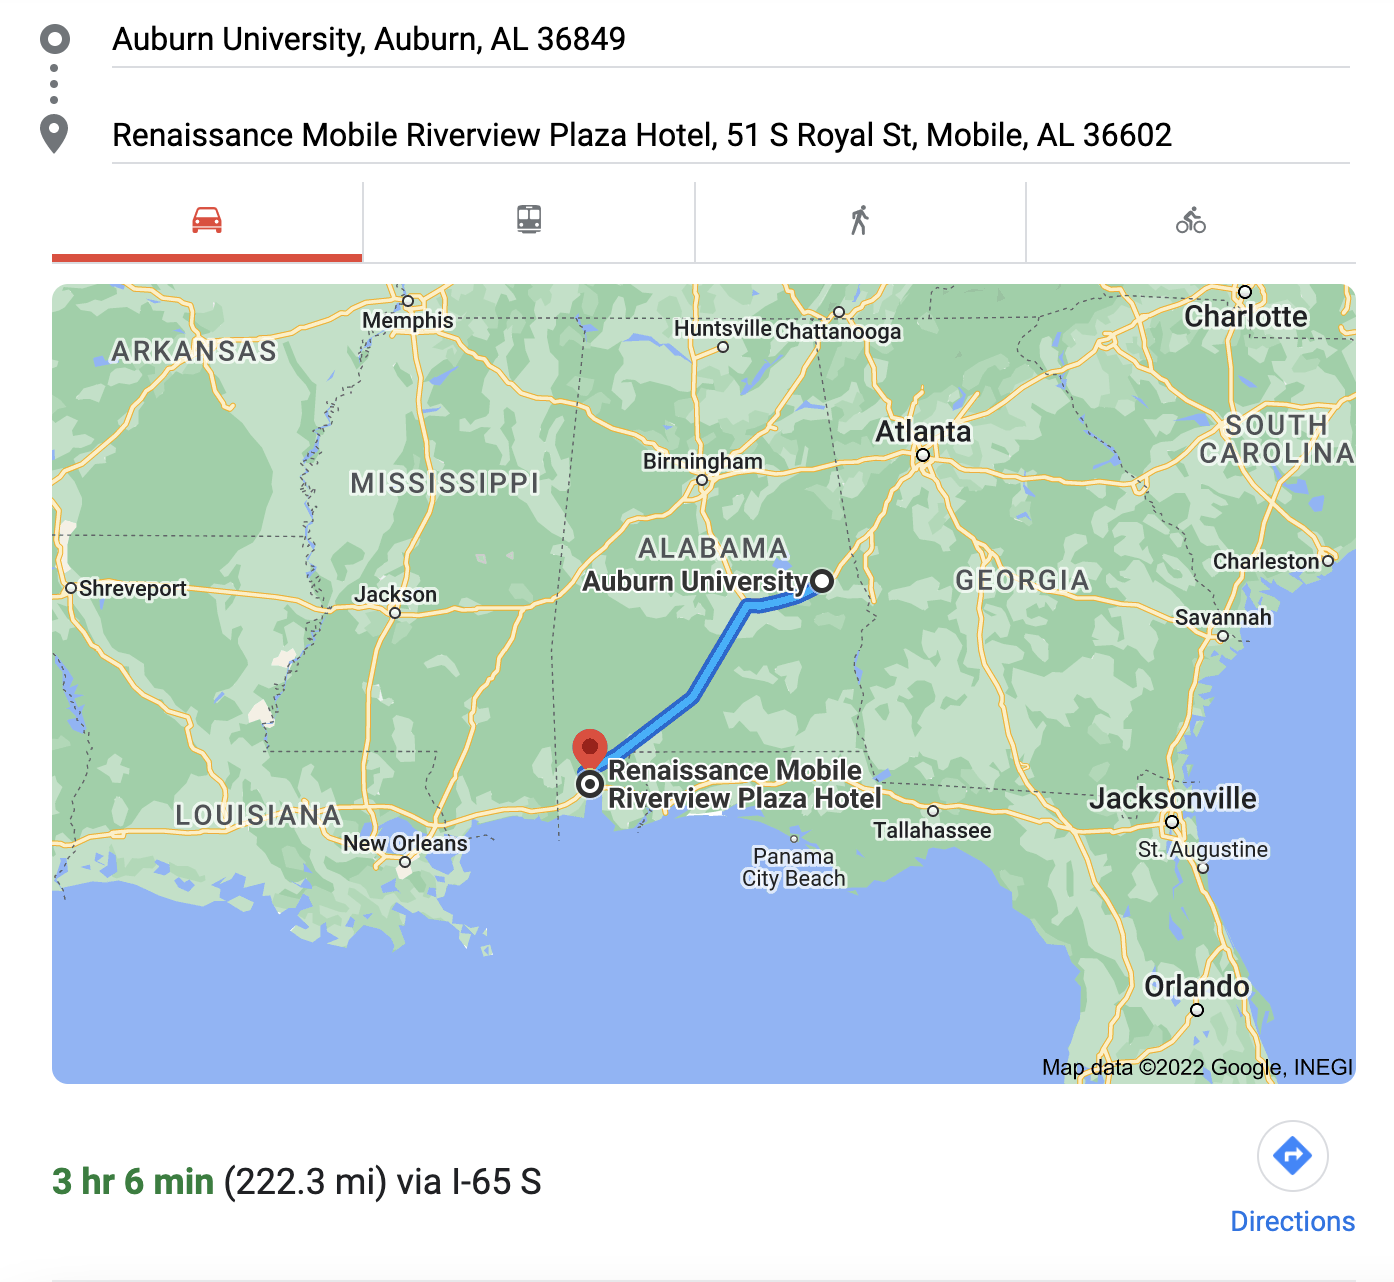 Auburn University, Auburn, AL 36849
Renaissance Mobile Riverview Plaza Hotel, 51 S Royal St, Mobile, AL 36602
Memphis
Huntsville
Chattanooga
Charlotte
ARKANSAS
Atlanta
SOUTH
CAROLINA
Birmingham
MISSISSIPPI
ALABAMA
Charleston
Auburn University
GEORGIA
Shreveport
Jackson
Savannah
Renaissance Mobile
Riverview Plaza Hotel
Jacksonville
LOUISIANA
Tallahassee
New Orleans
St. Augustine
Panama
City Beach
Orlando
Map data ©2022 Google, INEGI
3 hr 6 min (222.3 mi) via I-65 S
Directions